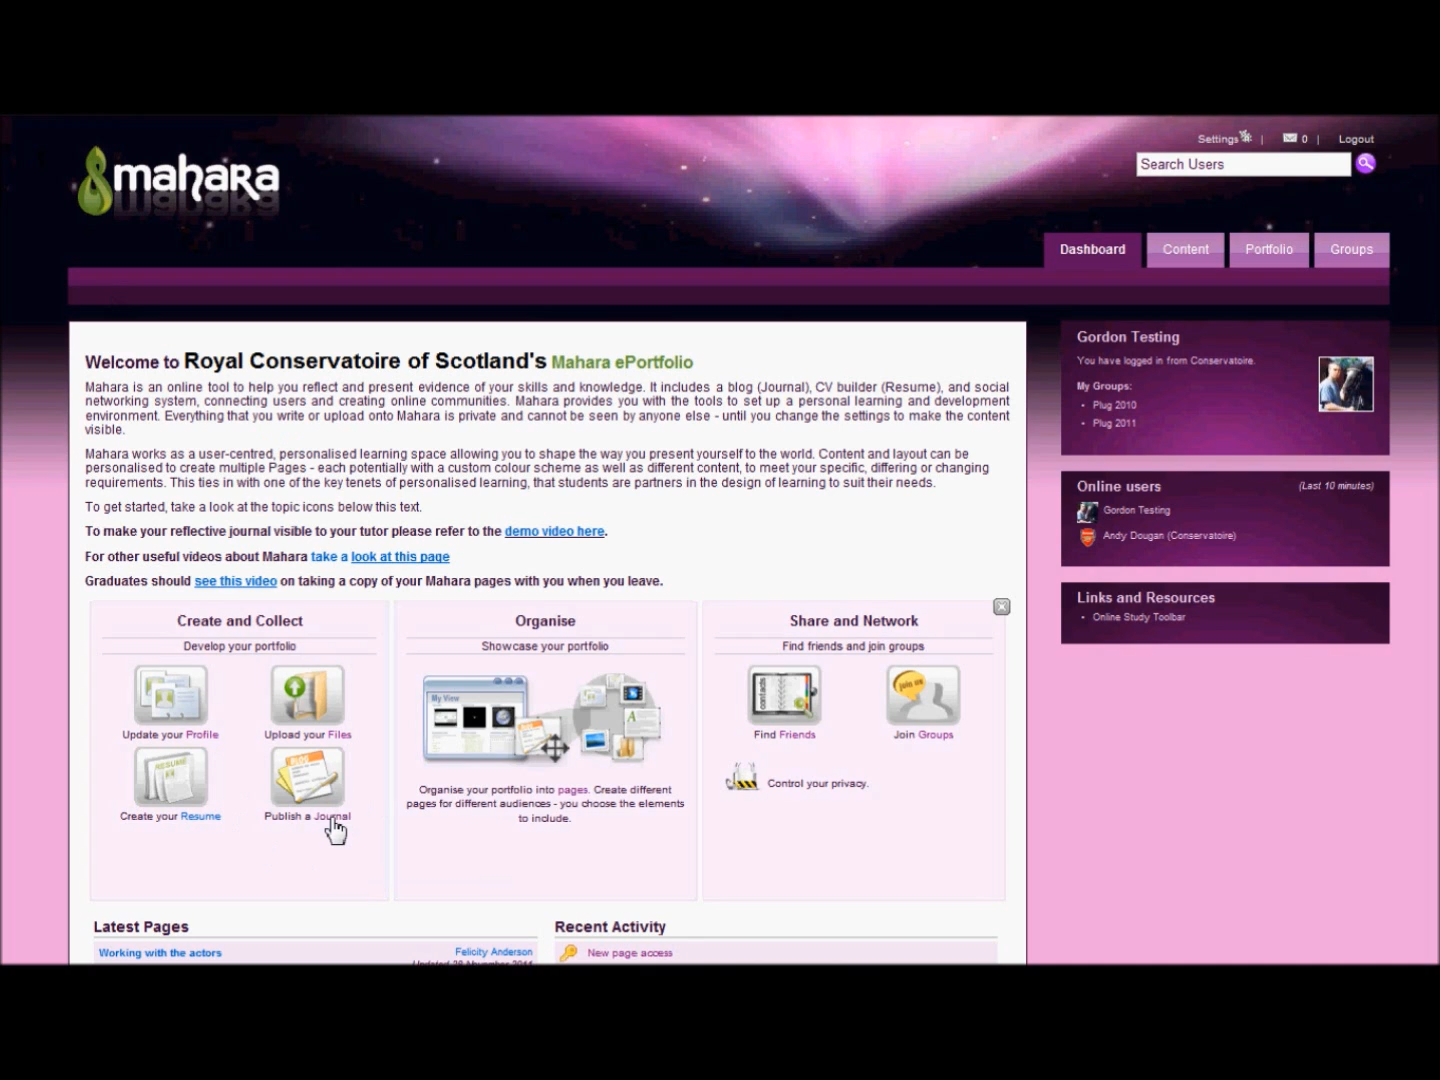 mahara
Settings | 0 | Logout
Search Users
Dashboard Content Portfolio Groups
Welcome to Royal Conservatoire of Scotland's Mahara ePortfolio
Mahara is an online tool to help you reflect and present evidence of your skills and knowledge. It includes a blog (Journal), CV builder (Resume), and social
networking system, connecting users and creating online communities. Mahara provides you with the tools to set up a personal learning and development
environment. Everything that you write or upload onto Mahara is private and cannot be seen by anyone else - until you change the settings to make the content
visible.
Mahara works as a user-centred, personalised learning space allowing you to shape the way you present yourself to the world. Content and layout can be
personalised to create multiple Pages - each potentially with a custom colour scheme as well as different content, to meet your specific, differing or changing
requirements. This ties in with one of the key tenets of personalised learning, that students are partners in the design of learning to suit their needs.
To get started, take a look at the topic icons below this text.
To make your reflective journal visible to your tutor please refer to the demo video here.
For other useful videos about Mahara take a look at this page
Graduates should see this video on taking a copy of your Mahara pages with you when you leave.
Create and Collect
Develop your portfolio
Update your Profile
Upload your Files
RESUME
BLOG
Create your Resume
Publish a Journal
Organise
Showcase your portfolio
My View
A
Organise your portfolio into pages. Create different
pages for different audiences - you choose the elements
to include.
Share and Network
Find friends and join groups
contacts
join us
Find Friends
Join Groups
Control your privacy.
Latest Pages
Working with the actors
Felicity Anderson
Recent Activity
New page access
Gordon Testing
You have logged in from Conservatoire.
My Groups:
• Plug 2010
• Plug 2011
Online users (Last 10 minutes)
Gordon Testing
Andy Dougan (Conservatoire)
Links and Resources
• Online Study Toolbar